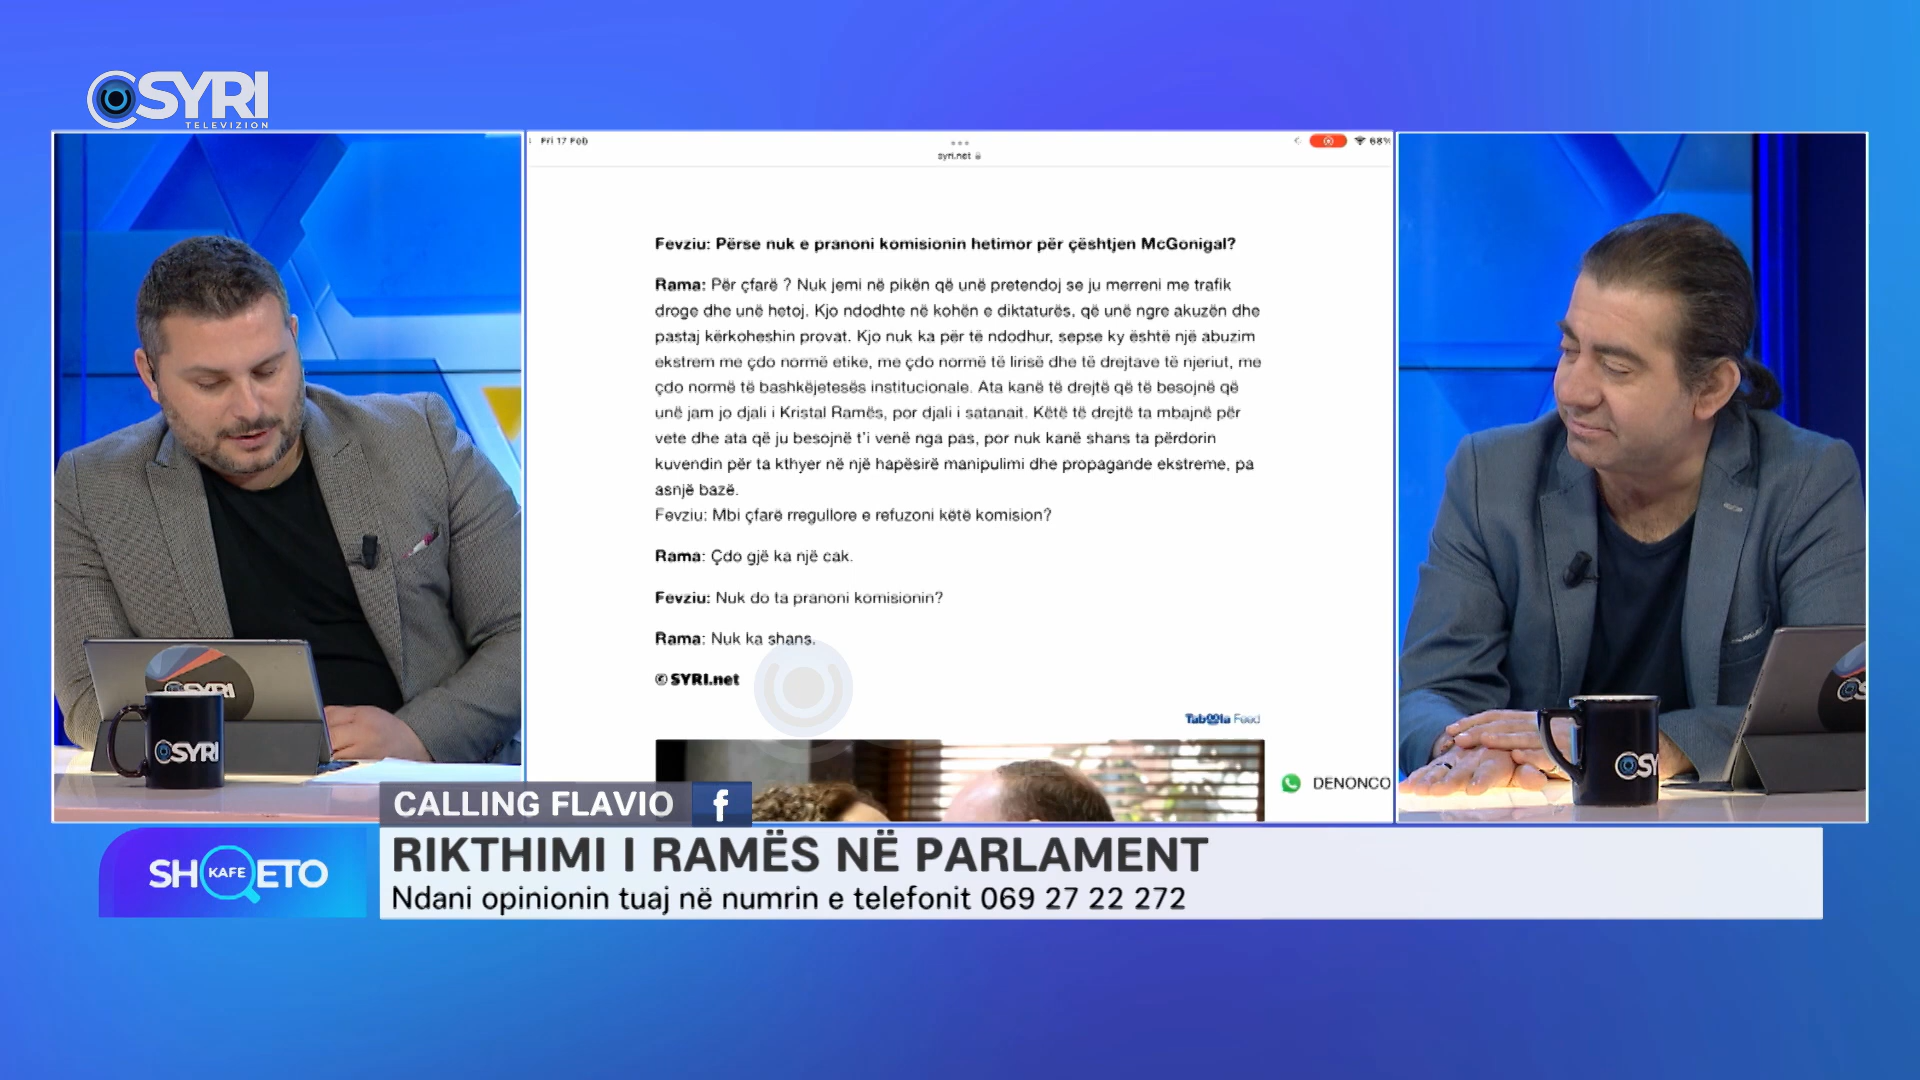 SYRI
TELEVIZION
Fri 17 Feb
syri.net
68%
Fevziu: Përse nuk e pranoni komisionin hetimor për çështjen McGonigal?
Rama: Për çfarë ? Nuk jemi në pikën që unë pretendoj se ju merreni me trafik
droge dhe unë hetoj. Kjo ndodhte në kohën e diktaturës, që unë ngre akuzën dhe
pastaj kërkoheshin provat. Kjo nuk ka për të ndodhur, sepse ky është një abuzim
ekstrem me çdo normë etike, me çdo normë të lirisë dhe të drejtave të njeriut, me
çdo normë të bashkëjetesës institucionale. Ata kanë të drejtë që të besojnë që
unë jam jo djali i Kristal Ramës, por djali i satanait. Këtë të drejtë ta mbajnë për
vete dhe ata që ju besojnë t'i venë nga pas, por nuk kanë shans ta përdorin
kuvendin për ta kthyer në një hapësirë manipulimi dhe propagande ekstreme, pa
asnjë bazë.
Fevziu: Mbi çfarë rregullore e refuzoni këtë komision?
Rama: Çdo gjë ka një cak.
Fevziu: Nuk do ta pranoni komisionin?
Rama: Nuk ka shans.
© SYRI.net
Taboola Feed
DENONCO
SYRI
SYRI
SY
CALLING FLAVIO f
RIKTHIMI I RAMËS NË PARLAMENT
Ndani opinionin tuaj në numrin e telefonit 069 27 22 272
SHQETO
KAFE